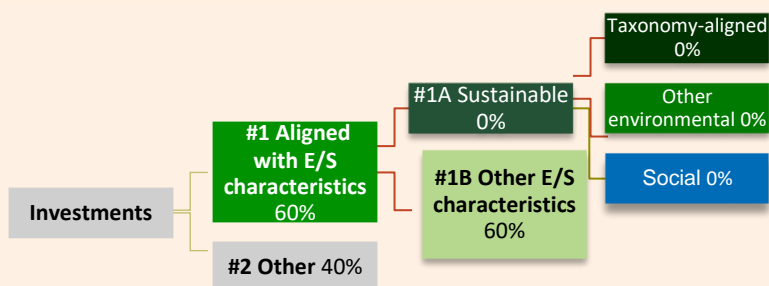 Investments
#1 Aligned
with E/S
characteristics
60%
#2 Other 40%
#1A Sustainable
0%
#1B Other E/S
characteristics
60%
Taxonomy-aligned
0%
Other
environmental 0%
Social 0%